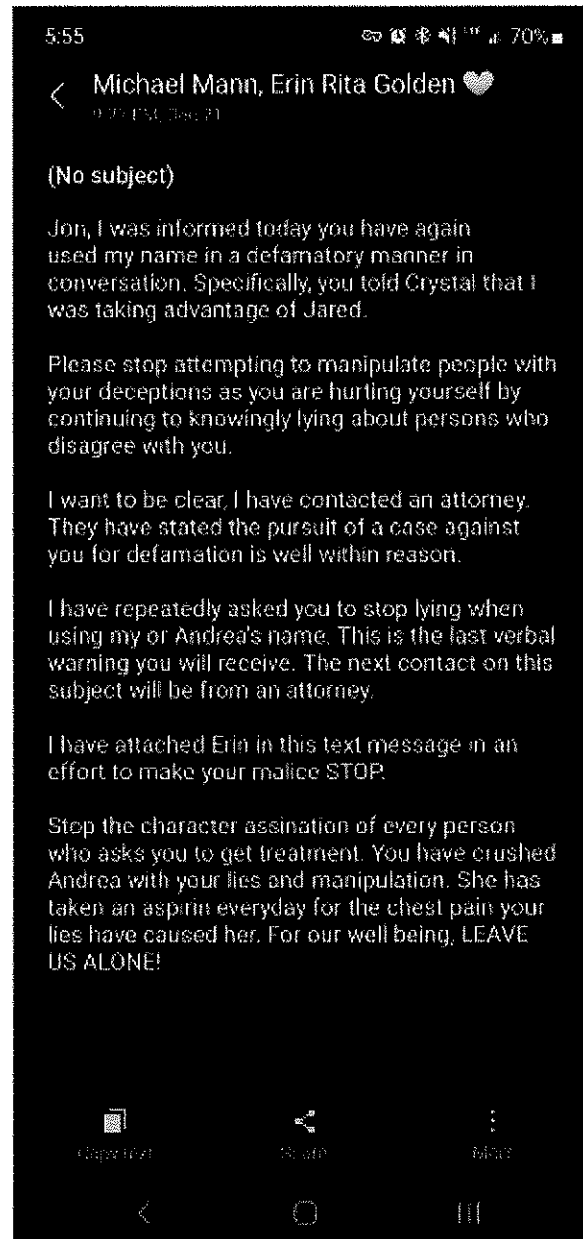 5:55 70%
Michael Mann, Erin Rita Golden
(No subject)
Jon, I was informed today you have again
used my name in a defamatory manner in
conversation. Specifically, you told Crystal that I
was taking advantage of Jared.
Please stop attempting to manipulate people with
your deceptions as you are hurting yourself by
continuing to knowingly lying about persons who
disagree with you.
I want to be clear, I have contacted an attorney.
They have stated the pursuit of a case against
you for defamation is well within reason.
I have repeatedly asked you to stop lying when
using my or Andrea's name. This is the last verbal
warning you will receive. The next contact on this
subject will be from an attorney.
I have attached Erin in this text message in an
effort to make your malice STOP.
Stop the character assination of every person
who asks you to get treatment. You have crushed
Andrea with your lies and manipulation. She has
taken an aspirin everyday for the chest pain your
lies have caused her. For our well being, LEAVE
US ALONE!
Copy text Share More